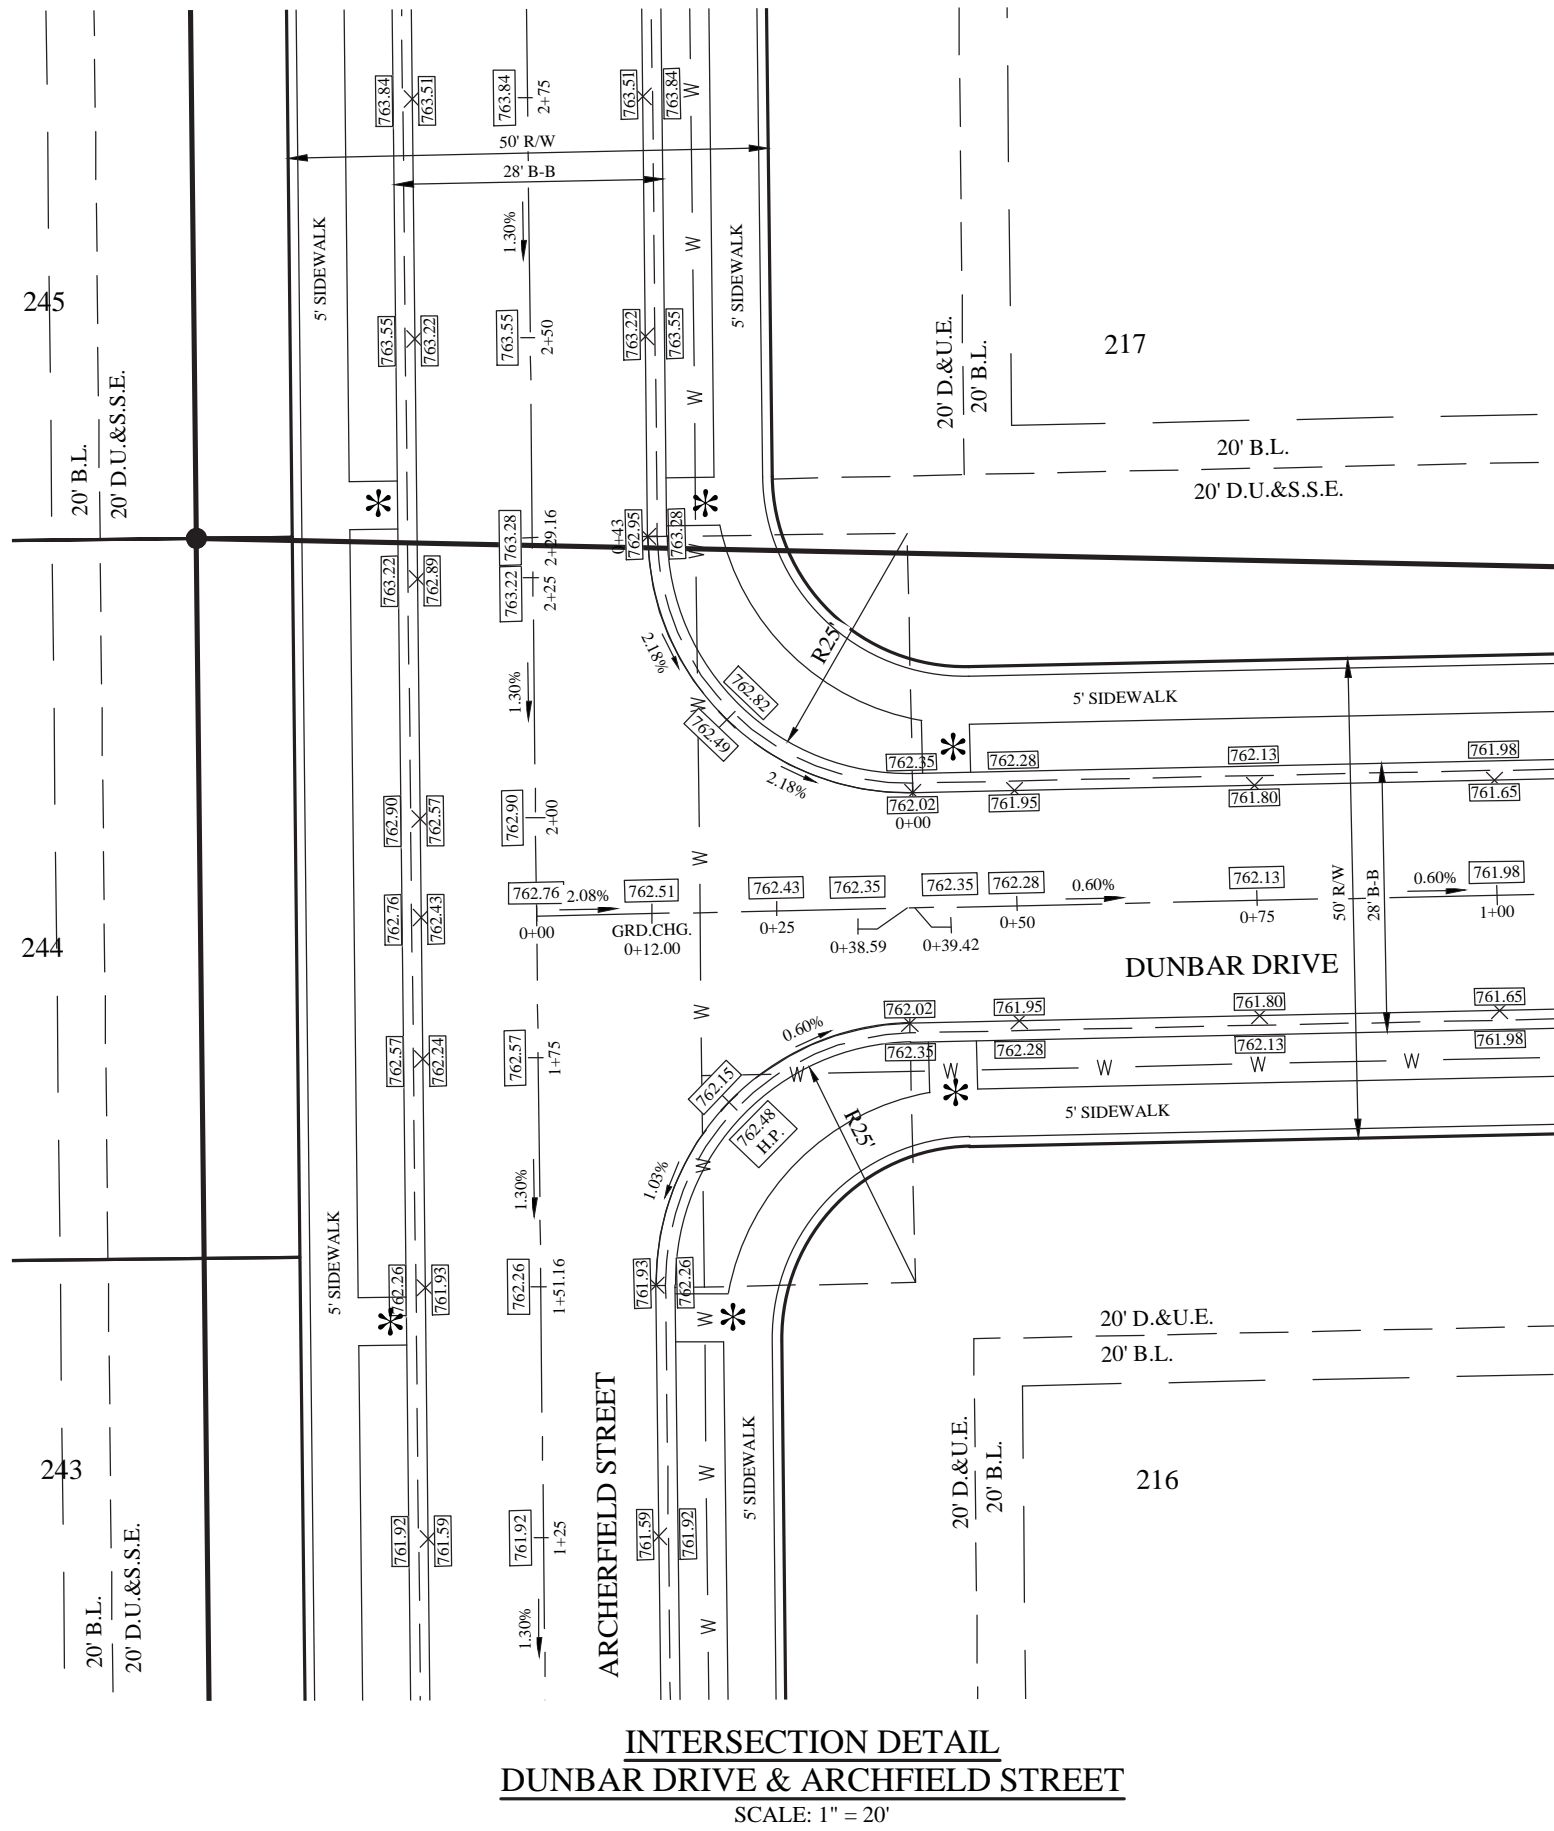 763.84
763.51
763.84
2+75
763.51
763.84
W
50' R/W
28' B-B
5' SIDEWALK
1.30%
W
5' SIDEWALK
245
763.55
763.22
763.55
2+50
763.22
763.55
217
20' D.&U.E.
20' B.L.
W
20' B.L.
20' D.U.&S.S.E.
20' B.L.
20' D.U.&S.S.E.
*
*
763.28
2+29.16
0+43
762.95
763.28
W
763.22
762.89
763.22
2+25
2.18%
R25'
1.30%
762.82
W
762.49
5' SIDEWALK
*
2.18%
762.35
762.28
762.13
761.98
762.02
761.95
761.80
761.65
0+00
762.90
762.57
762.90
2+00
W
762.76
2.08%
762.51
762.43
762.35
762.35
762.28
0.60%
762.13
0.60%
761.98
50' R/W
28' B-B
762.76
762.43
0+00
GRD.CHG.
0+12.00
0+25
0+38.59
0+39.42
0+50
0+75
1+00
244
DUNBAR DRIVE
W
0.60%
762.02
761.95
761.80
761.65
762.57
762.24
762.57
1+75
762.35
762.28
762.13
761.98
W
W
W
W
W
762.15
*
762.48
H.P.
R25'
5' SIDEWALK
1.03%
W
1.30%
5' SIDEWALK
762.26
761.93
762.26
1+51.16
761.93
762.26
*
W
*
20' D.&U.E.
20' B.L.
ARCHERFIELD STREET
5' SIDEWALK
W
243
20' D.&U.E.
20' B.L.
216
761.92
761.59
761.92
1+25
761.59
761.92
20' B.L.
20' D.U.&S.S.E.
1.30%
W
INTERSECTION DETAIL
DUNBAR DRIVE & ARCHFIELD STREET
SCALE: 1" = 20'